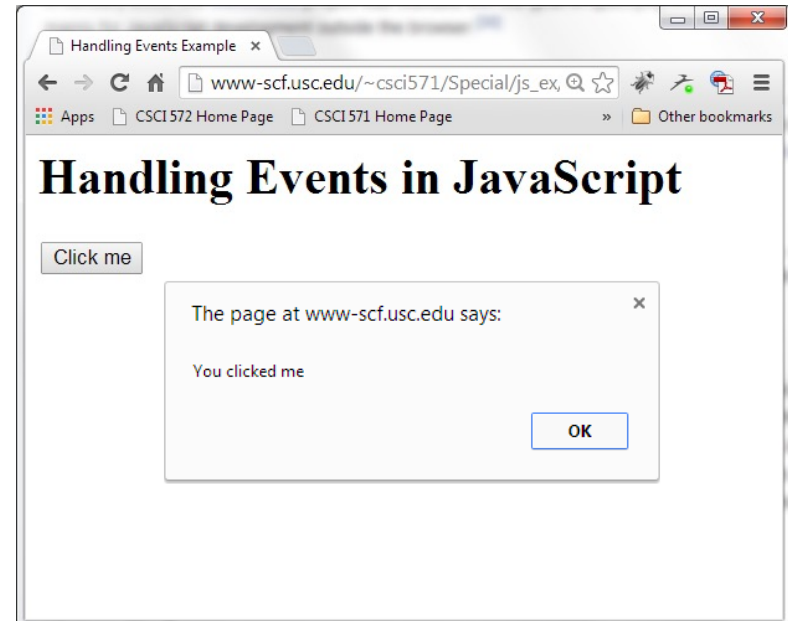 Handling Events Example
www-scf.usc.edu/~csci571/Special/js_ex,
Apps CSCI 572 Home Page CSCI 571 Home Page » Other bookmarks
Handling Events in JavaScript
Click me
The page at www-scf.usc.edu says:
You clicked me
OK